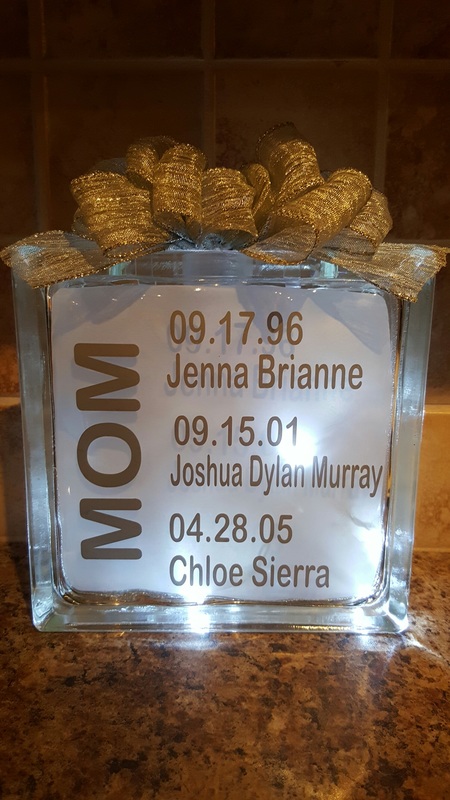 MOM
09.17.96
Jenna Brianne
09.15.01
Joshua Dylan Murray
04.28.05
Chloe Sierra